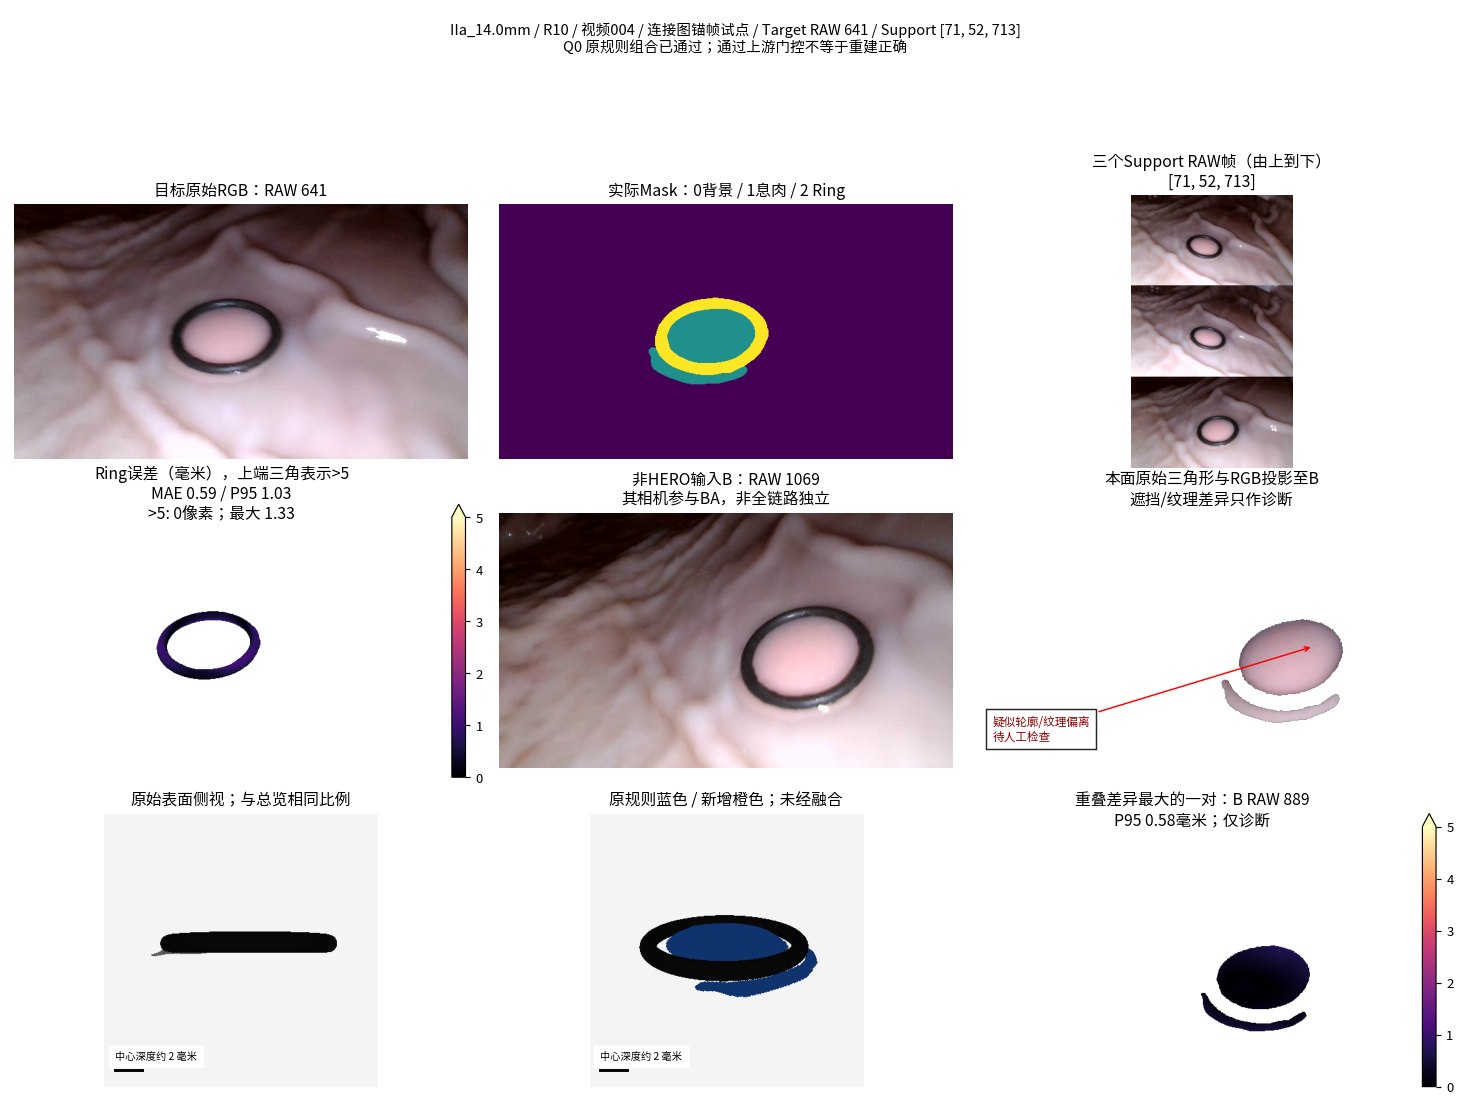 IIa_14.0mm / R10 / 视频004 / 连接图锚帧试点 / Target RAW 641 / Support [71, 52, 713]
Q0 原规则组合已通过；通过上游门控不等于重建正确
目标原始RGB：RAW 641
实际Mask：0背景 / 1息肉 / 2 Ring
三个Support RAW帧（由上到下）
[71, 52, 713]
Ring误差（毫米），上端三角表示>5
MAE 0.59 / P95 1.03
>5: 0像素；最大 1.33
5
4
3
2
1
0
非HERO输入B：RAW 1069
其相机参与BA，非全链路独立
本面原始三角形与RGB投影至B
遮挡/纹理差异只作诊断
疑似轮廓/纹理偏离
待人工检查
原始表面侧视；与总览相同比例
中心深度约 2 毫米
原规则蓝色 / 新增橙色；未经融合
中心深度约 2 毫米
重叠差异最大的一对：B RAW 889
P95 0.58毫米；仅诊断
5
4
3
2
1
0